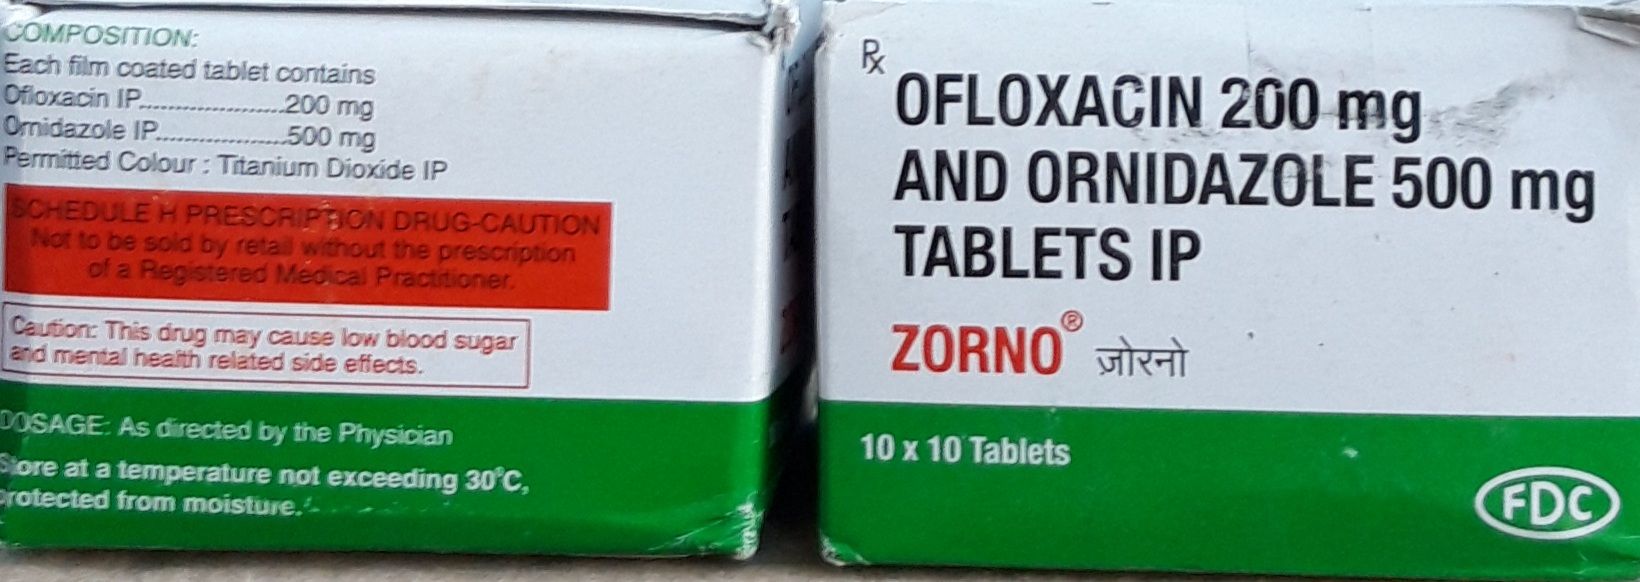 COMPOSITION:
Each film coated tablet contains
Ofloxacin IP......................200 mg
Ornidazole IP....................500 mg
Permitted Colour : Titanium Dioxide IP
SCHEDULE H PRESCRIPTION DRUG-CAUTION
Not to be sold by retail without the prescription
of a Registered Medical Practitioner.
Caution: This drug may cause low blood sugar
and mental health related side effects.
DOSAGE: As directed by the Physician
Store at a temperature not exceeding 30°C,
protected from moisture.
Rx
OFLOXACIN 200 mg
AND ORNIDAZOLE 500 mg
TABLETS IP
ZORNO® ज़ोरनो
10 x 10 Tablets
FDC